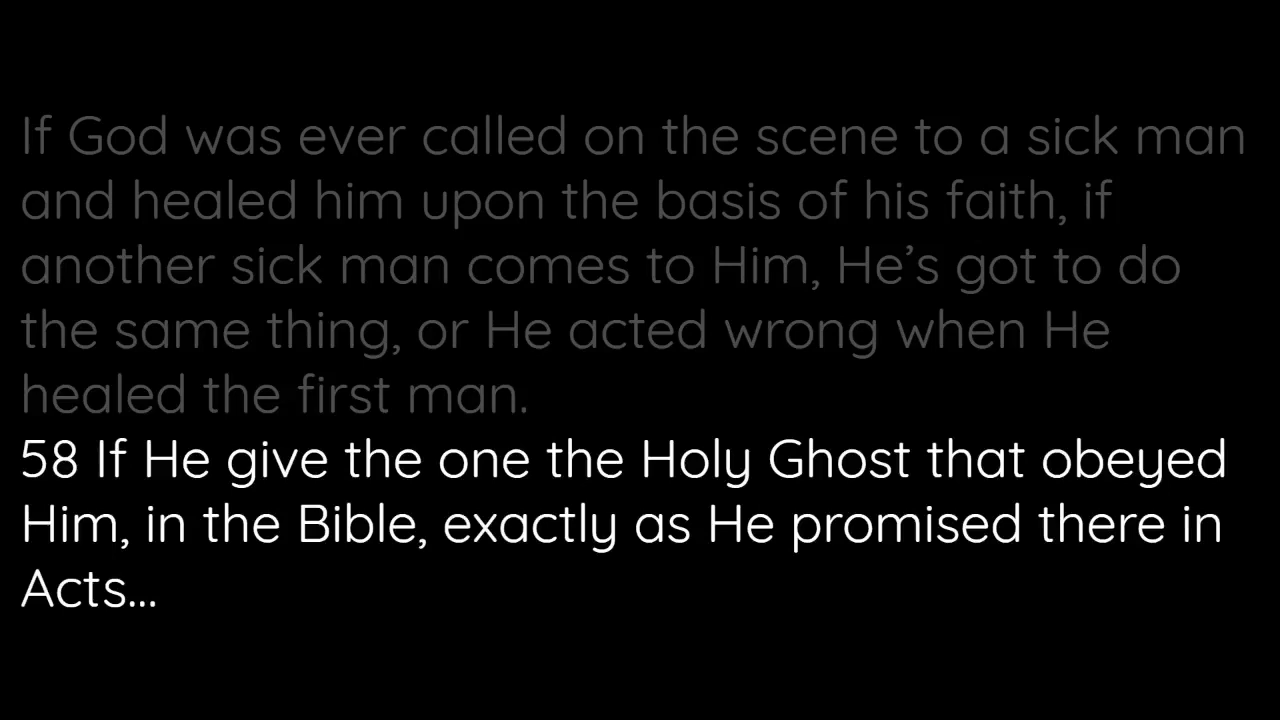 If God was ever called on the scene to a sick man
and healed him upon the basis of his faith, if
another sick man comes to Him, He’s got to do
the same thing, or He acted wrong when He
healed the first man.
58 If He give the one the Holy Ghost that obeyed
Him, in the Bible, exactly as He promised there in
Acts...